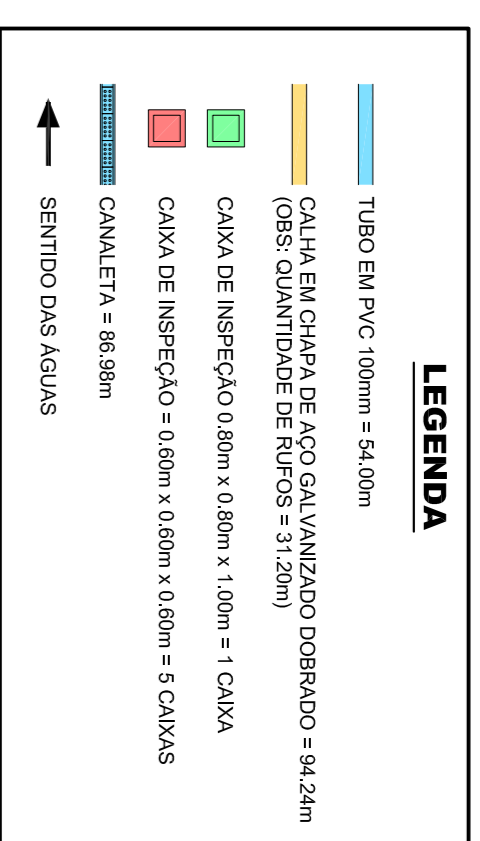 LEGENDA
TUBO EM PVC 100mm = 54.00m
CALHA EM CHAPA DE AÇO GALVANIZADO DOBRADO = 94.24m
(OBS: QUANTIDADE DE RUFOS = 31.20m)
CAIXA DE INSPEÇÃO 0.80m x 0.80m x 1.00m = 1 CAIXA
CAIXA DE INSPEÇÃO = 0.60m x 0.60m x 0.60m = 5 CAIXAS
CANALETA = 86.98m
SENTIDO DAS ÁGUAS